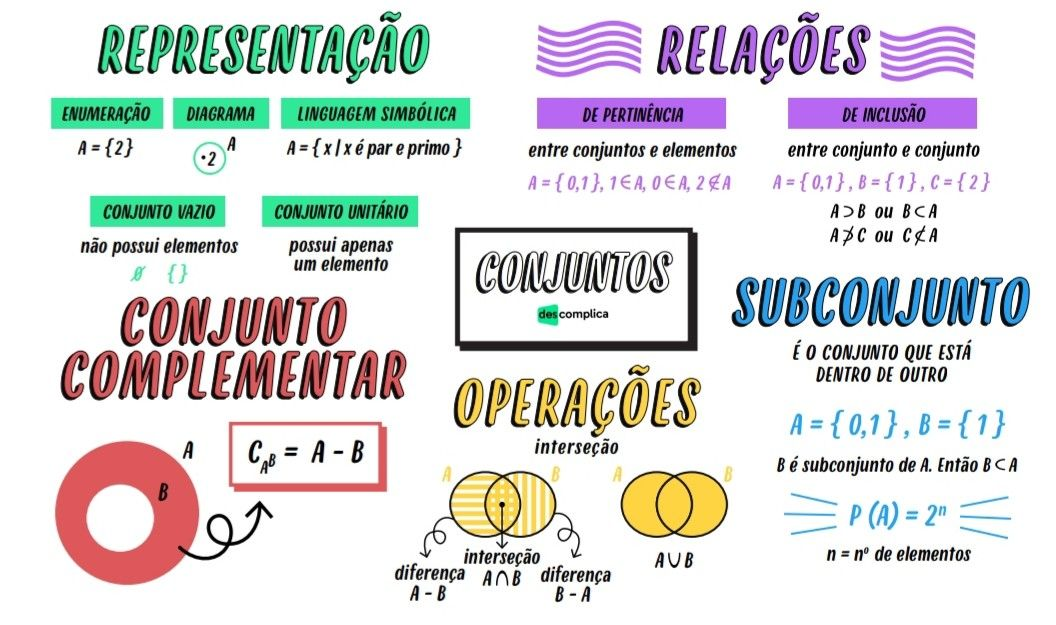 REPRESENTAÇÃO
ENUMERAÇÃO
A = {2}
DIAGRAMA
•2 A
LINGUAGEM SIMBÓLICA
A = { x | x é par e primo }
CONJUNTO VAZIO
não possui elementos
ø { }
CONJUNTO UNITÁRIO
possui apenas
um elemento
RELAÇÕES
DE PERTINÊNCIA
entre conjuntos e elementos
A = { 0,1 }, 1 ∈ A, 0 ∈ A, 2 ∉ A
DE INCLUSÃO
entre conjunto e conjunto
A = { 0,1 } , B = { 1 } , C = { 2 }
A ⊃ B ou B ⊂ A
A ⊅ C ou C ⊄ A
CONJUNTOS
descomplica
CONJUNTO
COMPLEMENTAR
A
B
C_AB = A - B
OPERAÇÕES
interseção
A B
diferença
A - B
interseção
A ∩ B
diferença
B - A
A B
A ∪ B
SUBCONJUNTO
É O CONJUNTO QUE ESTÁ
DENTRO DE OUTRO
A = { 0,1 } , B = { 1 }
B é subconjunto de A. Então B ⊂ A
P (A) = 2ⁿ
n = nº de elementos